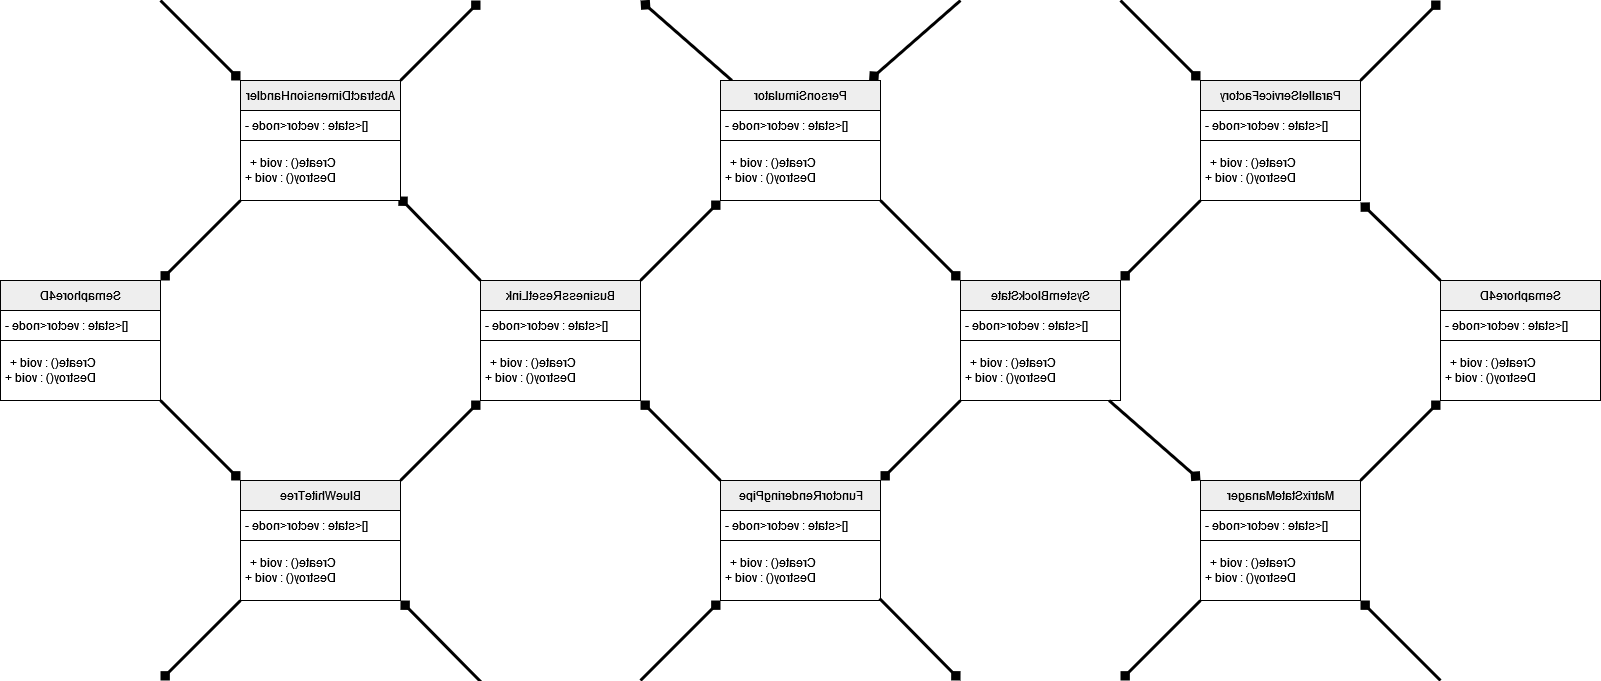 AbstractDimensionHandler
[]<state : vector<node -
Create() : void +
Destroy() : void +
PersonSimulator
[]<state : vector<node -
Create() : void +
Destroy() : void +
ParallelServiceFactory
[]<state : vector<node -
Create() : void +
Destroy() : void +
Semaphore4D
[]<state : vector<node -
Create() : void +
Destroy() : void +
BusinessResetLink
[]<state : vector<node -
Create() : void +
Destroy() : void +
SystemBlockState
[]<state : vector<node -
Create() : void +
Destroy() : void +
Semaphore4D
[]<state : vector<node -
Create() : void +
Destroy() : void +
BlueWhiteTree
[]<state : vector<node -
Create() : void +
Destroy() : void +
FunctorRenderingPipe
[]<state : vector<node -
Create() : void +
Destroy() : void +
MatrixStateManager
[]<state : vector<node -
Create() : void +
Destroy() : void +